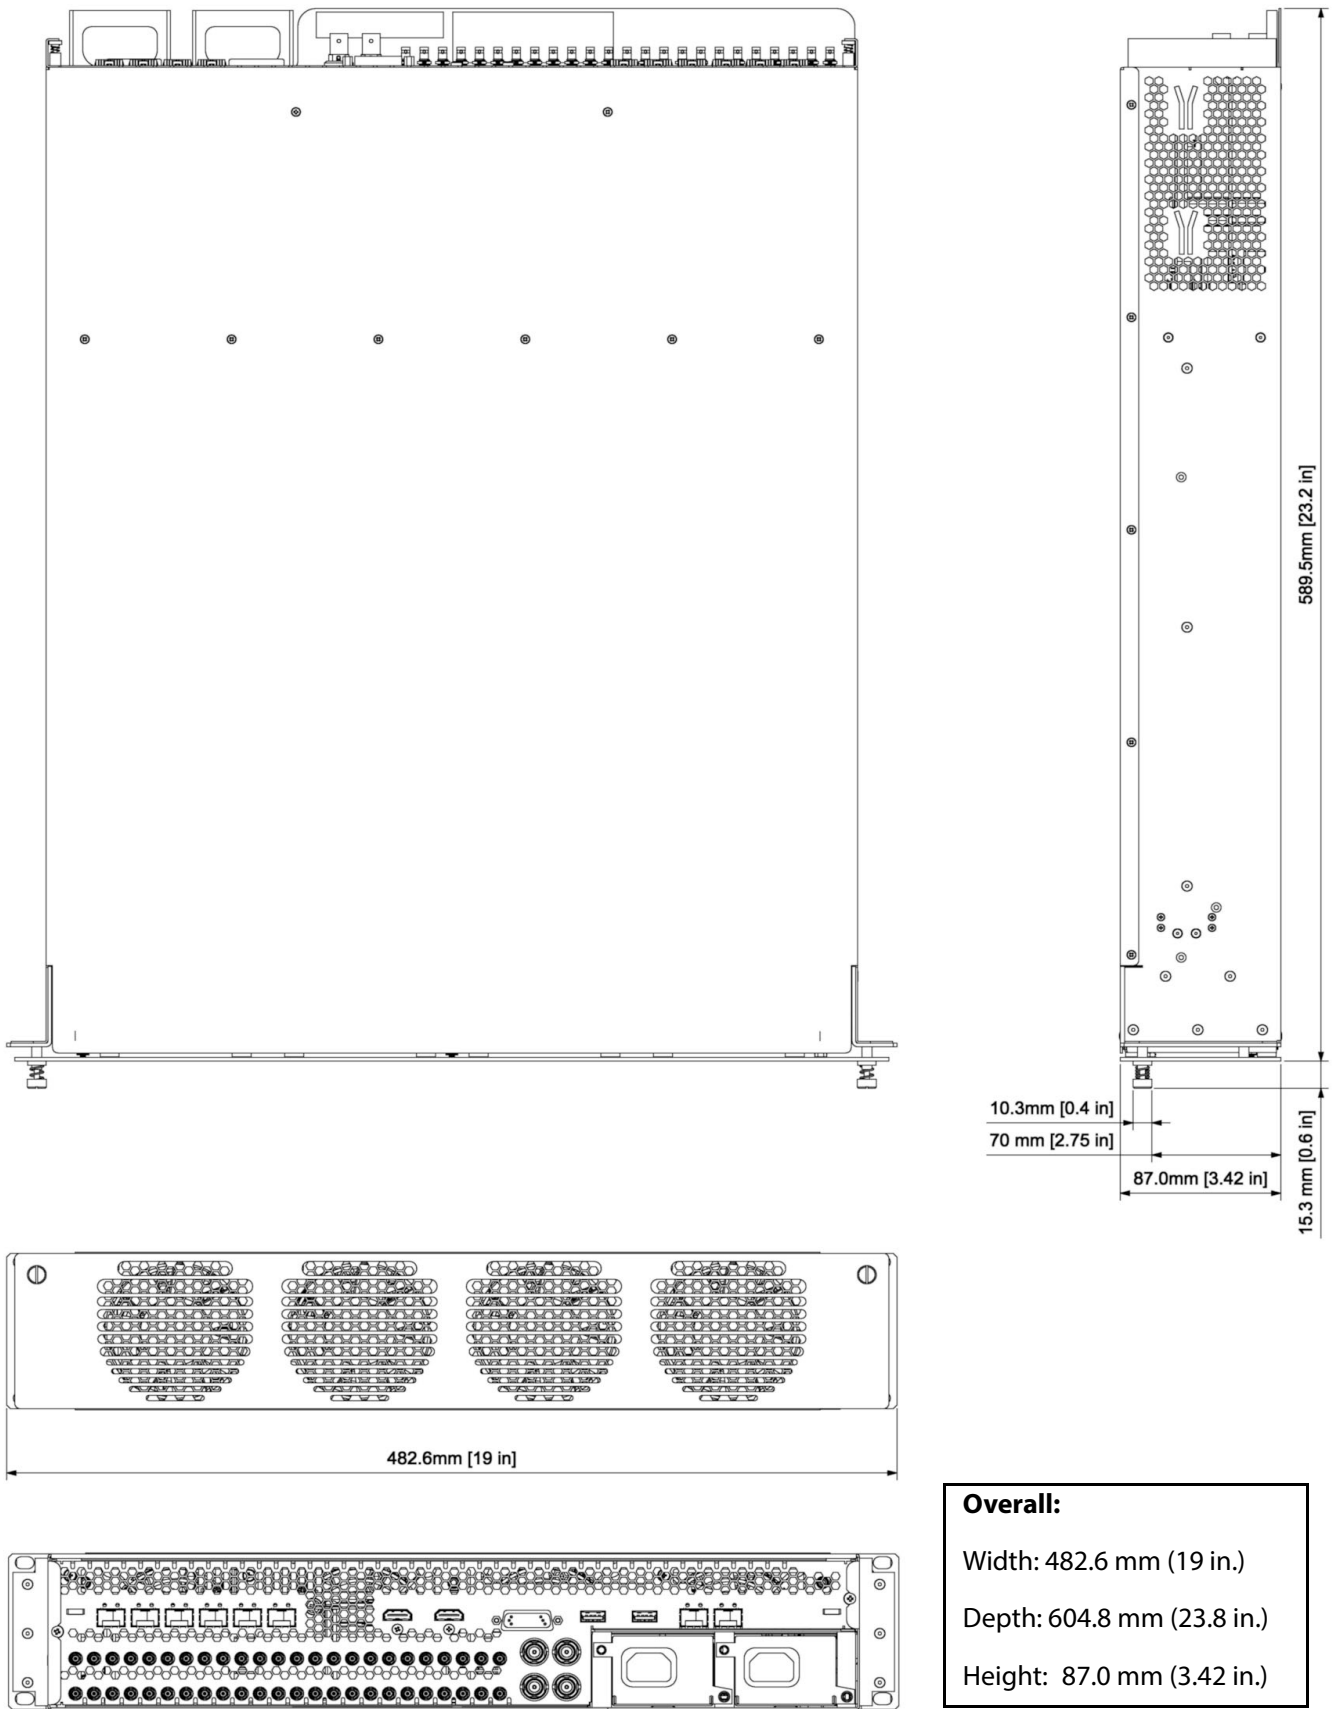 589.5mm [23.2 in]
10.3mm [0.4 in]
70 mm [2.75 in]
87.0mm [3.42 in]
15.3 mm [0.6 in]
482.6mm [19 in]
Overall:
Width: 482.6 mm (19 in.)
Depth: 604.8 mm (23.8 in.)
Height: 87.0 mm (3.42 in.)